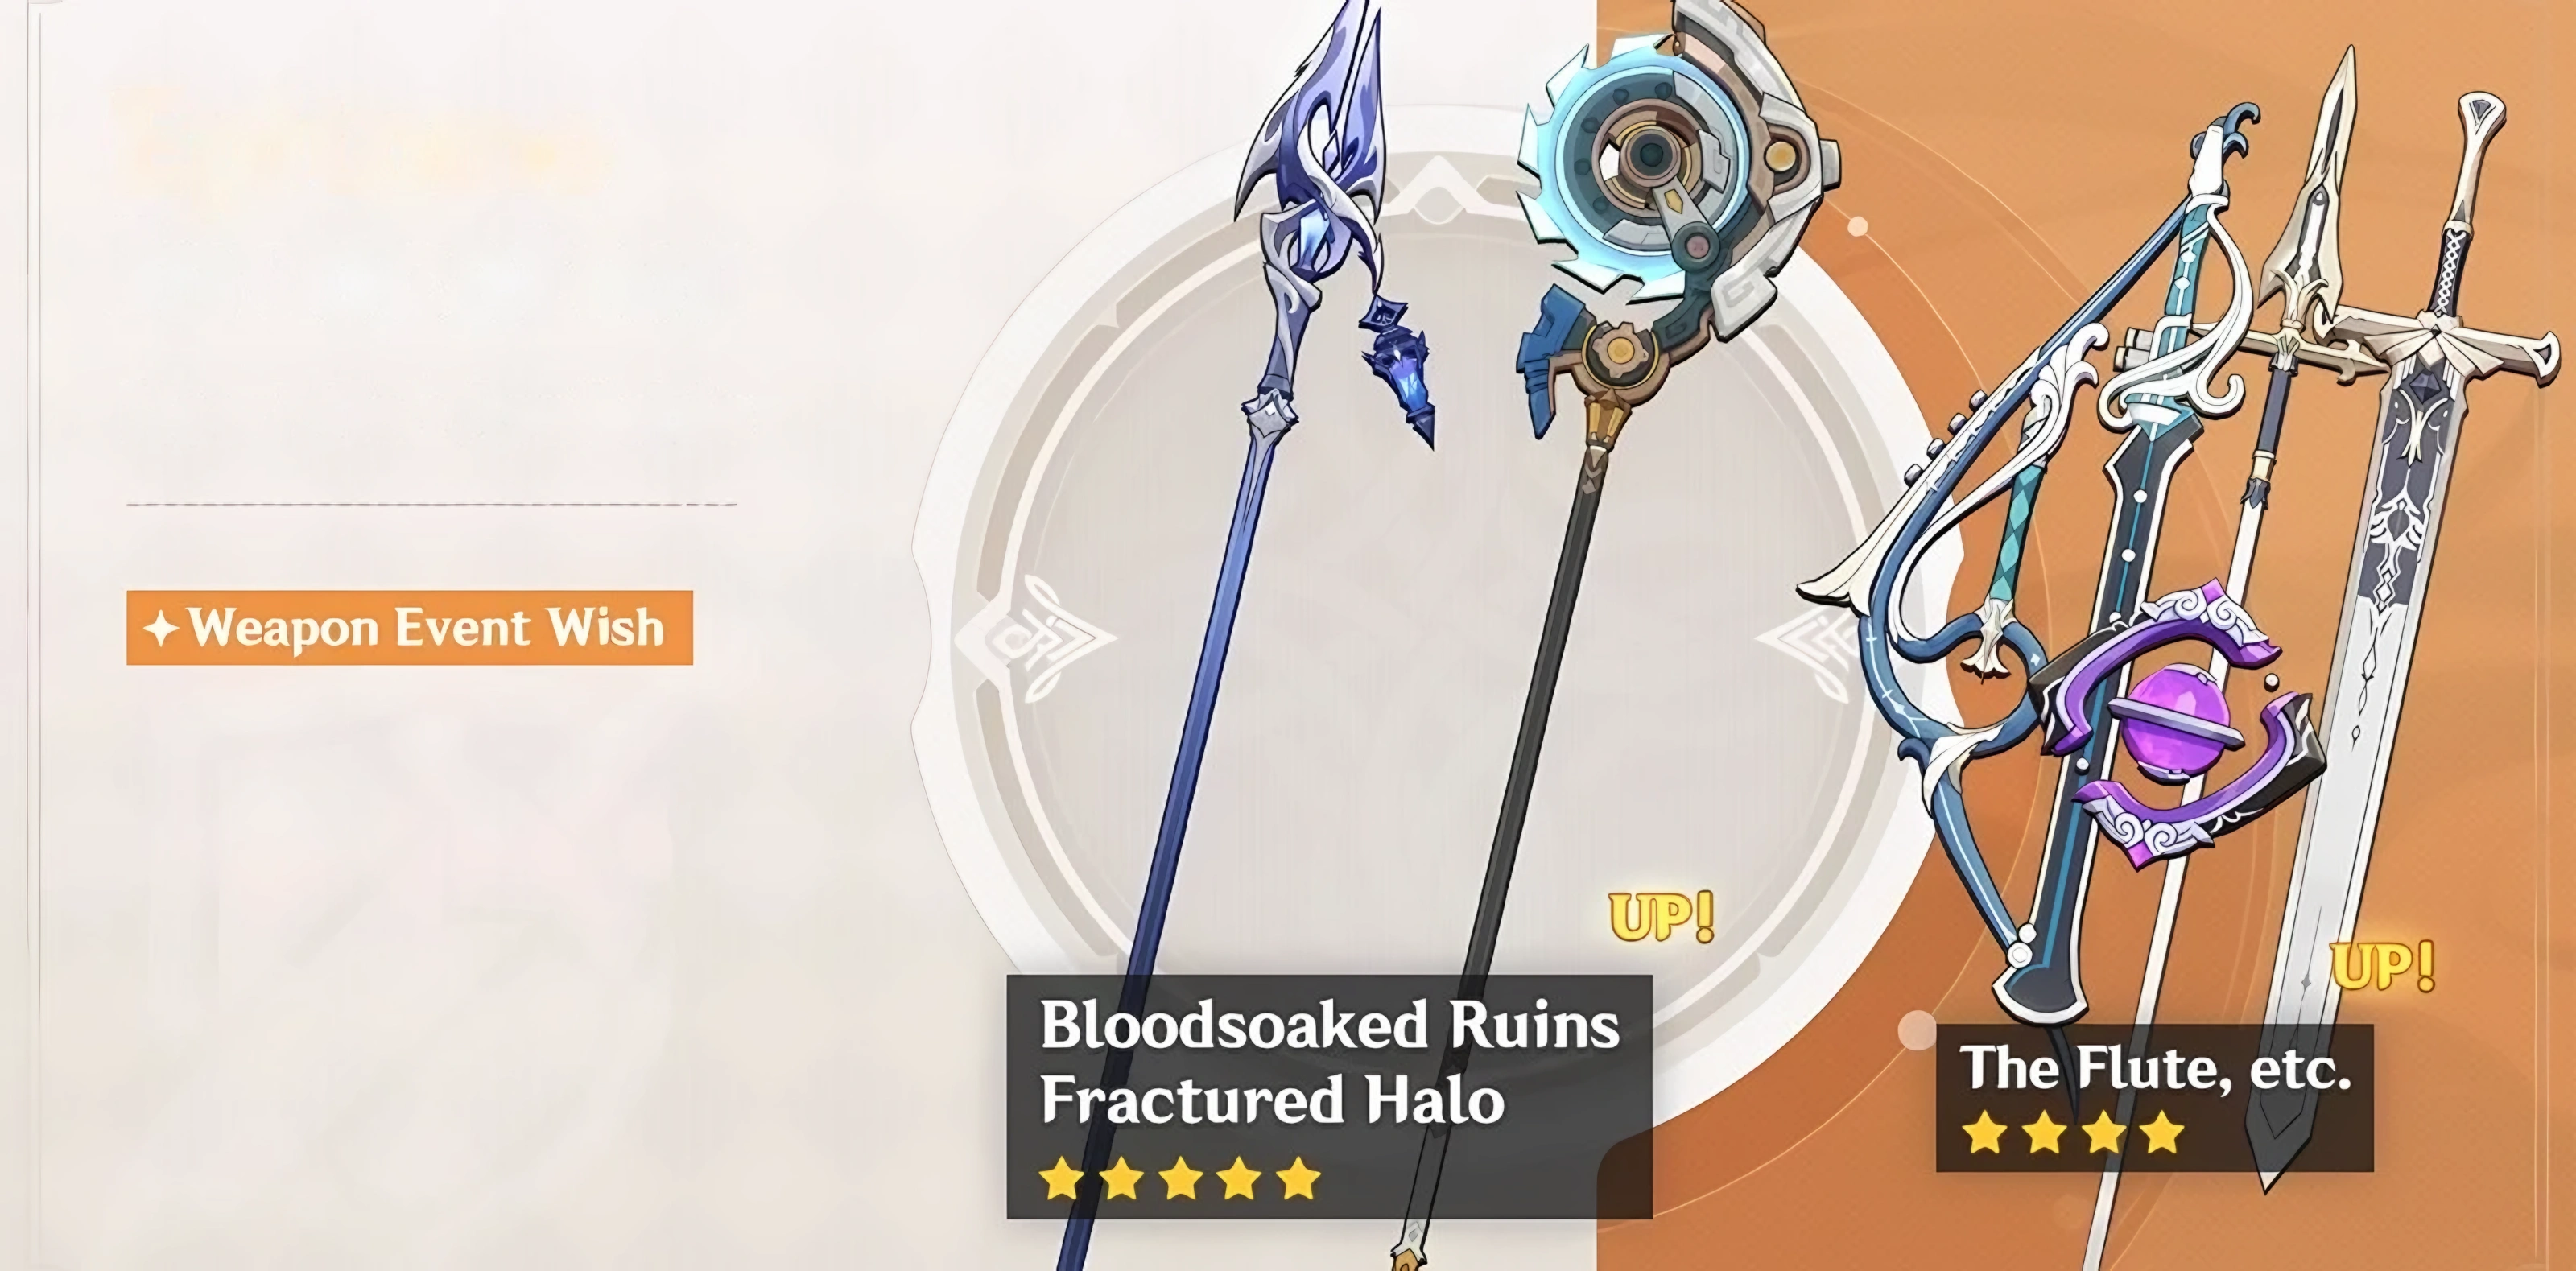 Weapon Event Wish
UP!
Bloodsoaked Ruins
Fractured Halo
UP!
The Flute, etc.